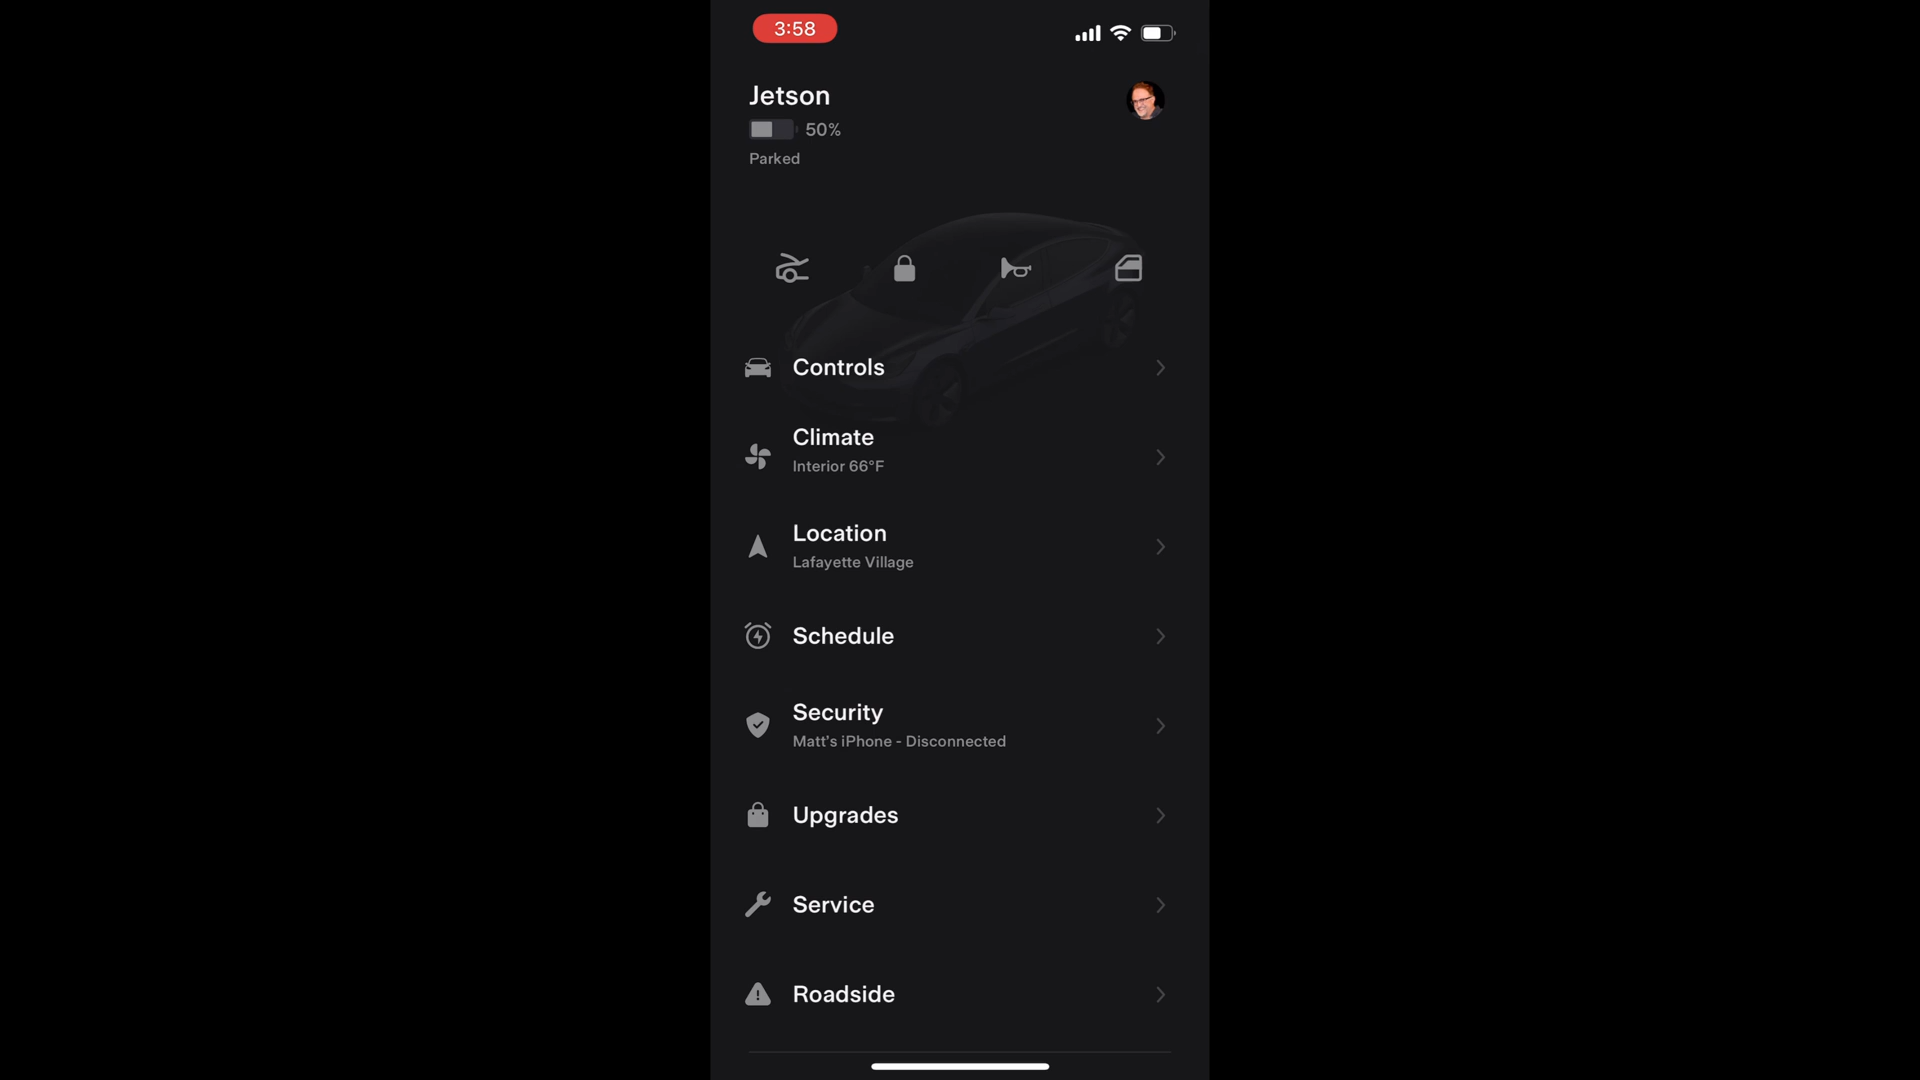 3:58
Jetson
50%
Parked
Controls
Climate
Interior 66°F
Location
Lafayette Village
Schedule
Security
Matt's iPhone - Disconnected
Upgrades
Service
Roadside